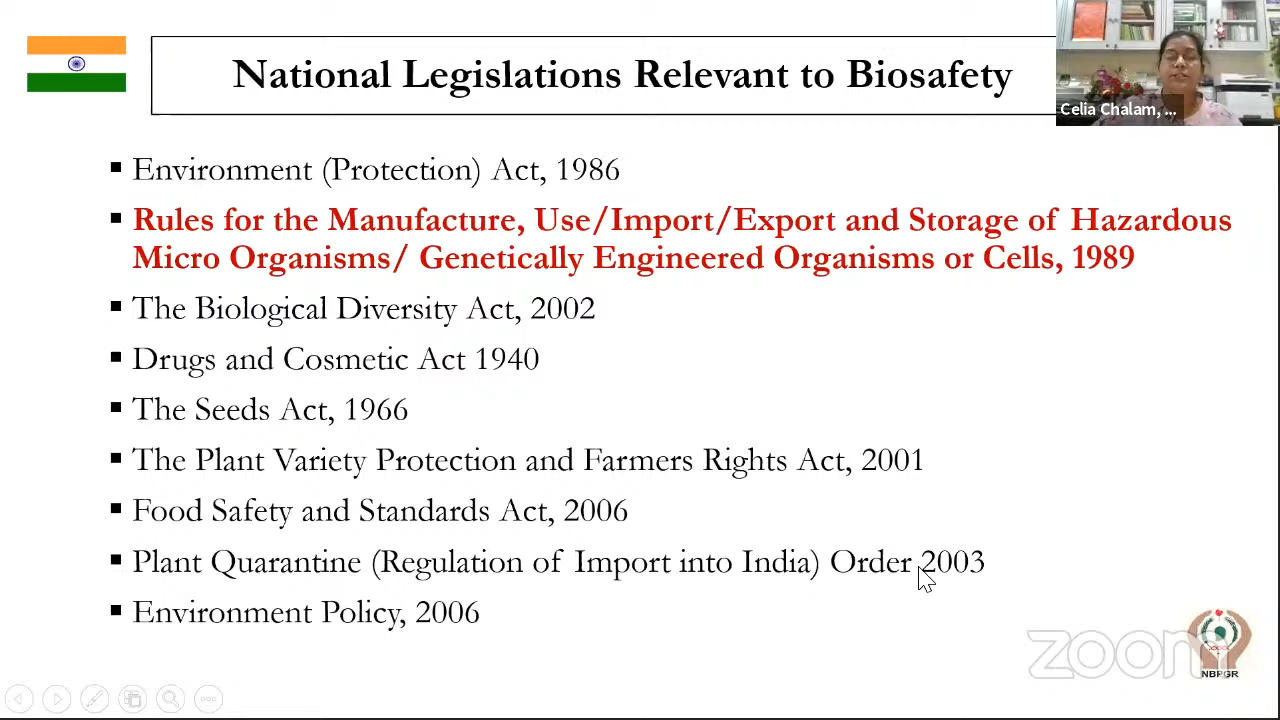 National Legislations Relevant to Biosafety
Celia Chalam, ...
Environment (Protection) Act, 1986
Rules for the Manufacture, Use/Import/Export and Storage of Hazardous
Micro Organisms/ Genetically Engineered Organisms or Cells, 1989
The Biological Diversity Act, 2002
Drugs and Cosmetic Act 1940
The Seeds Act, 1966
The Plant Variety Protection and Farmers Rights Act, 2001
Food Safety and Standards Act, 2006
Plant Quarantine (Regulation of Import into India) Order 2003
Environment Policy, 2006
zoom
NBPGR